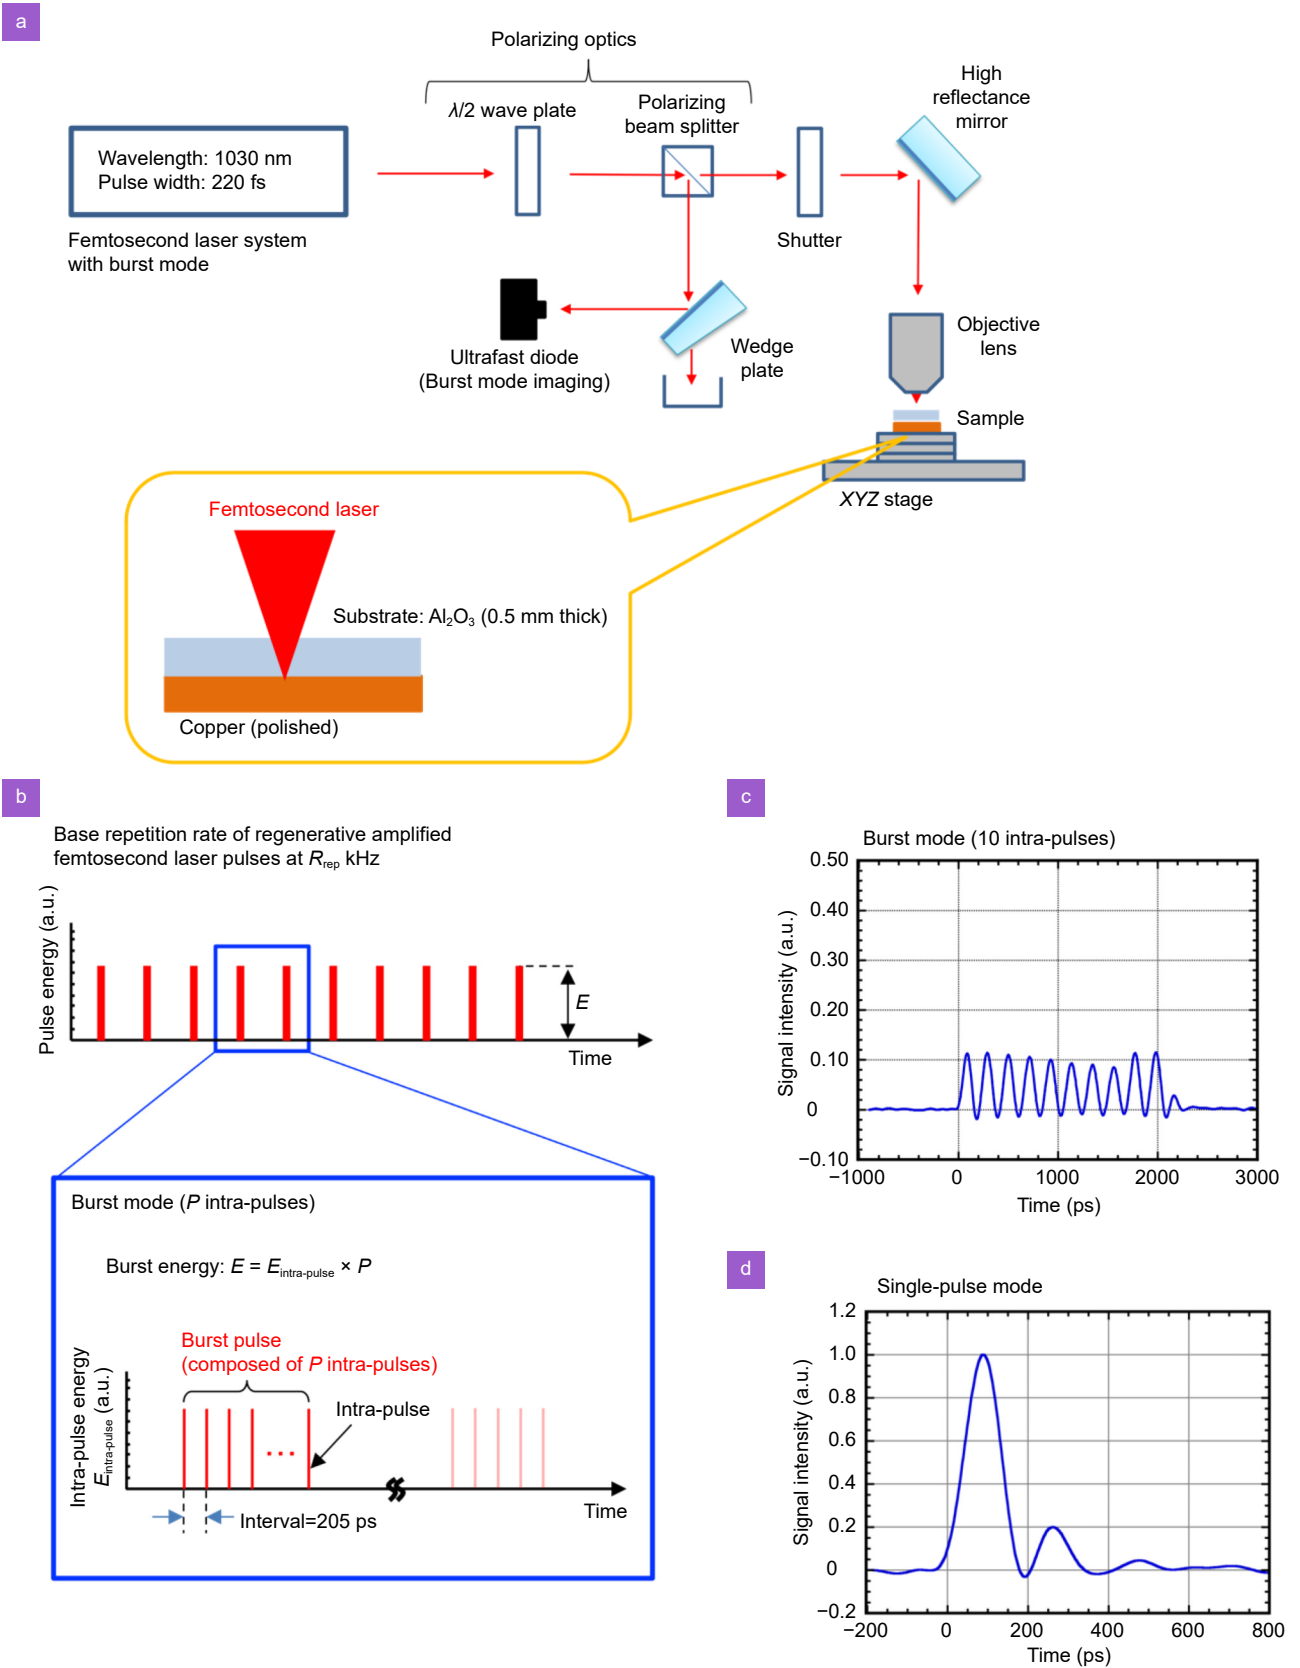 a
Polarizing optics
λ/2 wave plate
Polarizing
beam splitter
High
reflectance
mirror
Wavelength: 1030 nm
Pulse width: 220 fs
Femtosecond laser system
with burst mode
Shutter
Ultrafast diode
(Burst mode imaging)
Wedge
plate
Objective
lens
Sample
XYZ stage
Femtosecond laser
Substrate: Al₂O₃ (0.5 mm thick)
Copper (polished)
b
Base repetition rate of regenerative amplified
femtosecond laser pulses at Rrep kHz
Pulse energy (a.u.)
E
Time
Burst mode (P intra-pulses)
Burst energy: E = Eintra-pulse × P
Burst pulse
(composed of P intra-pulses)
Intra-pulse
Intra-pulse energy
Eintra-pulse (a.u.)
Interval=205 ps
Time
c
Burst mode (10 intra-pulses)
Signal intensity (a.u.)
0.50
0.40
0.30
0.20
0.10
0
−0.10
−1000 0 1000 2000 3000
Time (ps)
d
Single-pulse mode
Signal intensity (a.u.)
1.2
1.0
0.8
0.6
0.4
0.2
0
−0.2
−200 0 200 400 600 800
Time (ps)